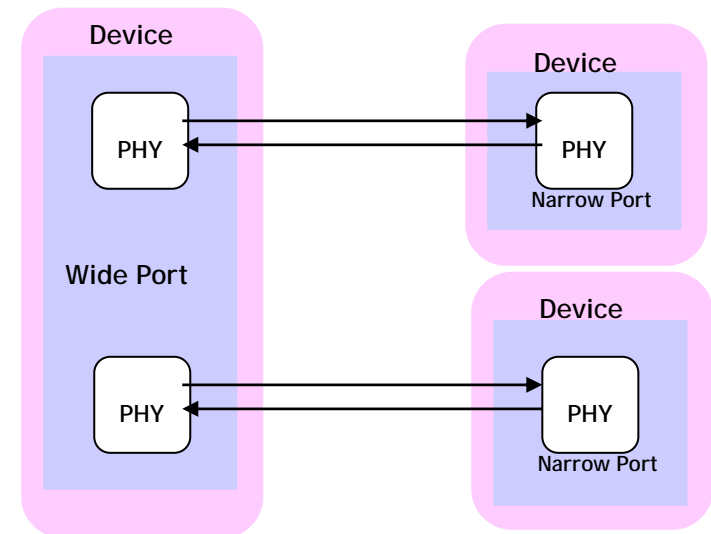 Device
PHY
Wide Port
PHY
Device
PHY
Narrow Port
Device
PHY
Narrow Port